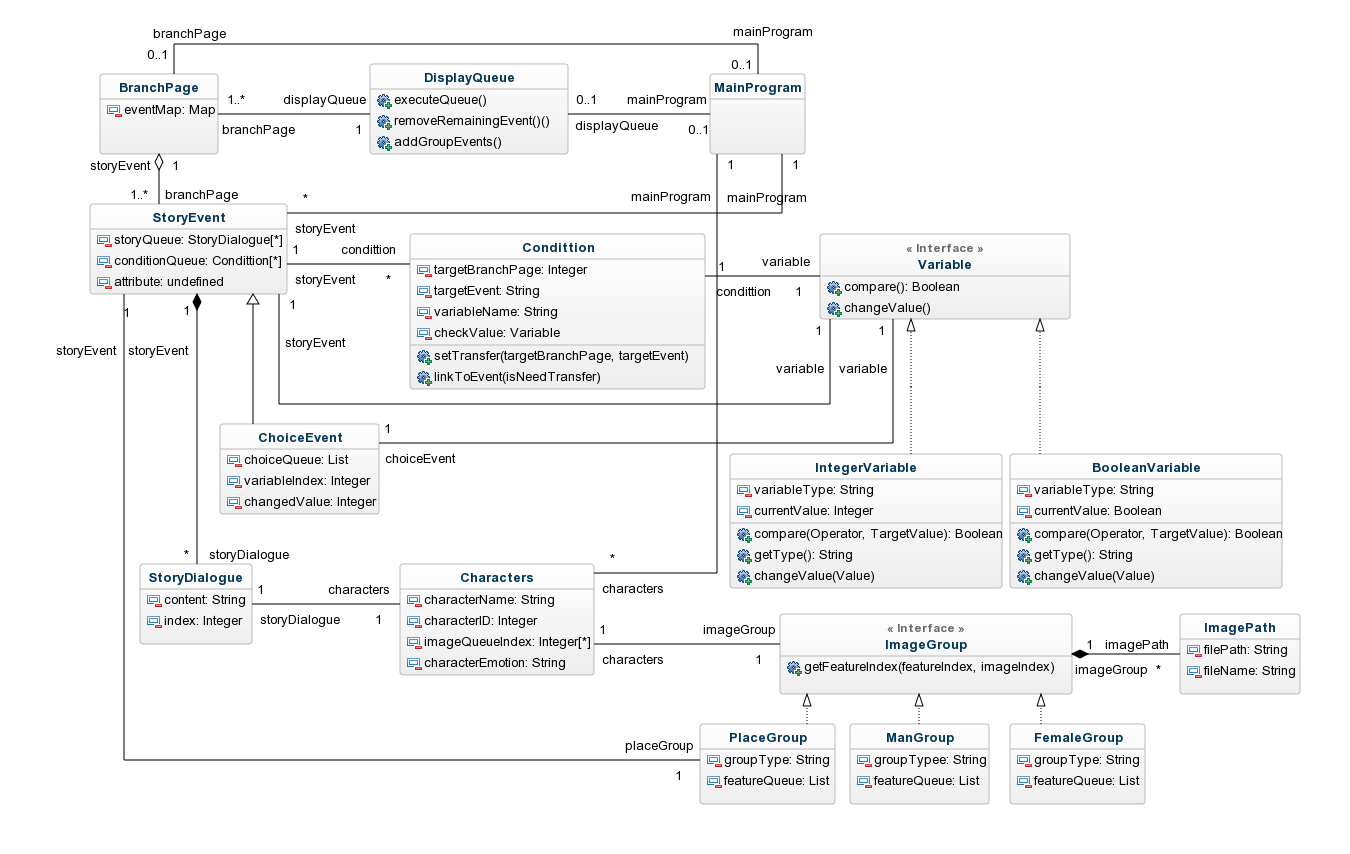 branchPage
mainProgram
0..1
0..1
BranchPage
eventMap: Map
1..*
displayQueue
branchPage
1
DisplayQueue
executeQueue()
removeRemainingEvent()()
addGroupEvents()
0..1
mainProgram
displayQueue
0..1
MainProgram
storyEvent
1
1..*
branchPage
*
storyEvent
mainProgram
1
1
mainProgram
StoryEvent
storyQueue: StoryDialogue[*]
conditionQueue: Condittion[*]
attribute: undefined
1
condittion
storyEvent
*
Condittion
targetBranchPage: Integer
targetEvent: String
variableName: String
checkValue: Variable
setTransfer(targetBranchPage, targetEvent)
linkToEvent(isNeedTransfer)
1
variable
condittion
1
« Interface »
Variable
compare(): Boolean
changeValue()
1
1
1
storyEvent
storyEvent
storyEvent
1
1
variable
variable
ChoiceEvent
choiceQueue: List
variableIndex: Integer
changedValue: Integer
1
choiceEvent
IntegerVariable
variableType: String
currentValue: Integer
compare(Operator, TargetValue): Boolean
getType(): String
changeValue(Value)
BooleanVariable
variableType: String
currentValue: Boolean
compare(Operator, TargetValue): Boolean
getType(): String
changeValue(Value)
*
storyDialogue
StoryDialogue
content: String
index: Integer
1
characters
storyDialogue
1
*
characters
Characters
characterName: String
characterID: Integer
imageQueueIndex: Integer[*]
characterEmotion: String
1
imageGroup
characters
1
« Interface »
ImageGroup
getFeatureIndex(featureIndex, imageIndex)
1
imagePath
imageGroup
*
ImagePath
filePath: String
fileName: String
placeGroup
1
PlaceGroup
groupType: String
featureQueue: List
ManGroup
groupTypee: String
featureQueue: List
FemaleGroup
groupType: String
featureQueue: List